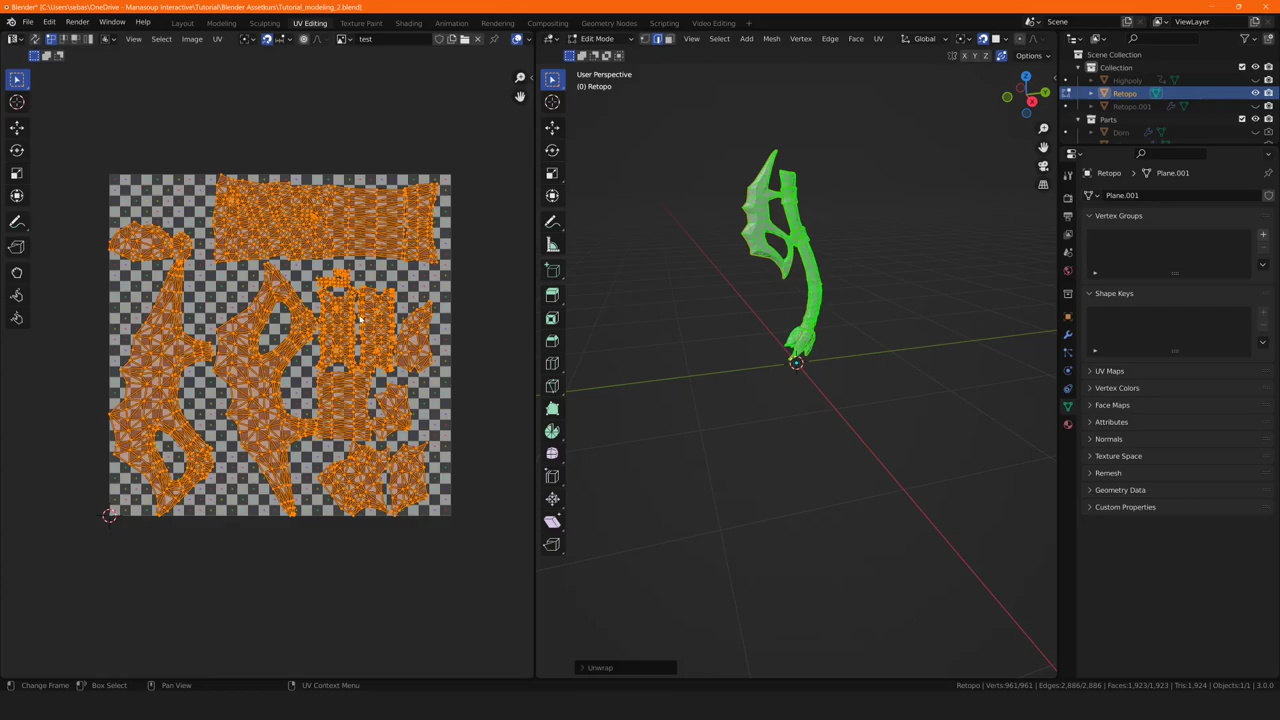 Blender* [C:\Users\sebas\OneDrive - Manasoup Interactive\Tutorial\Blender Assetkurs\Tutorial_modeling_2.blend]
File Edit Render Window Help Layout Modeling Sculpting UV Editing Texture Paint Shading Animation Rendering Compositing Geometry Nodes Scripting Video Editing + Scene ViewLayer
View Select Image UV test Edit Mode View Select Add Mesh Vertex Edge Face UV Global
X Y Z Options
Scene Collection
Collection
Highpoly
Retopo
Retopo.001
Parts
Dorn
User Perspective
(0) Retopo
Z
Y
X
Retopo Plane.001
Plane.001
Vertex Groups
Shape Keys
UV Maps
Vertex Colors
Face Maps
Attributes
Normals
Texture Space
Remesh
Geometry Data
Custom Properties
Unwrap
Change Frame Box Select Pan View UV Context Menu Retopo | Verts:961/961 | Edges:2,886/2,886 | Faces:1,923/1,923 | Tris:1,924 | Objects:1/1 | 3.0.0